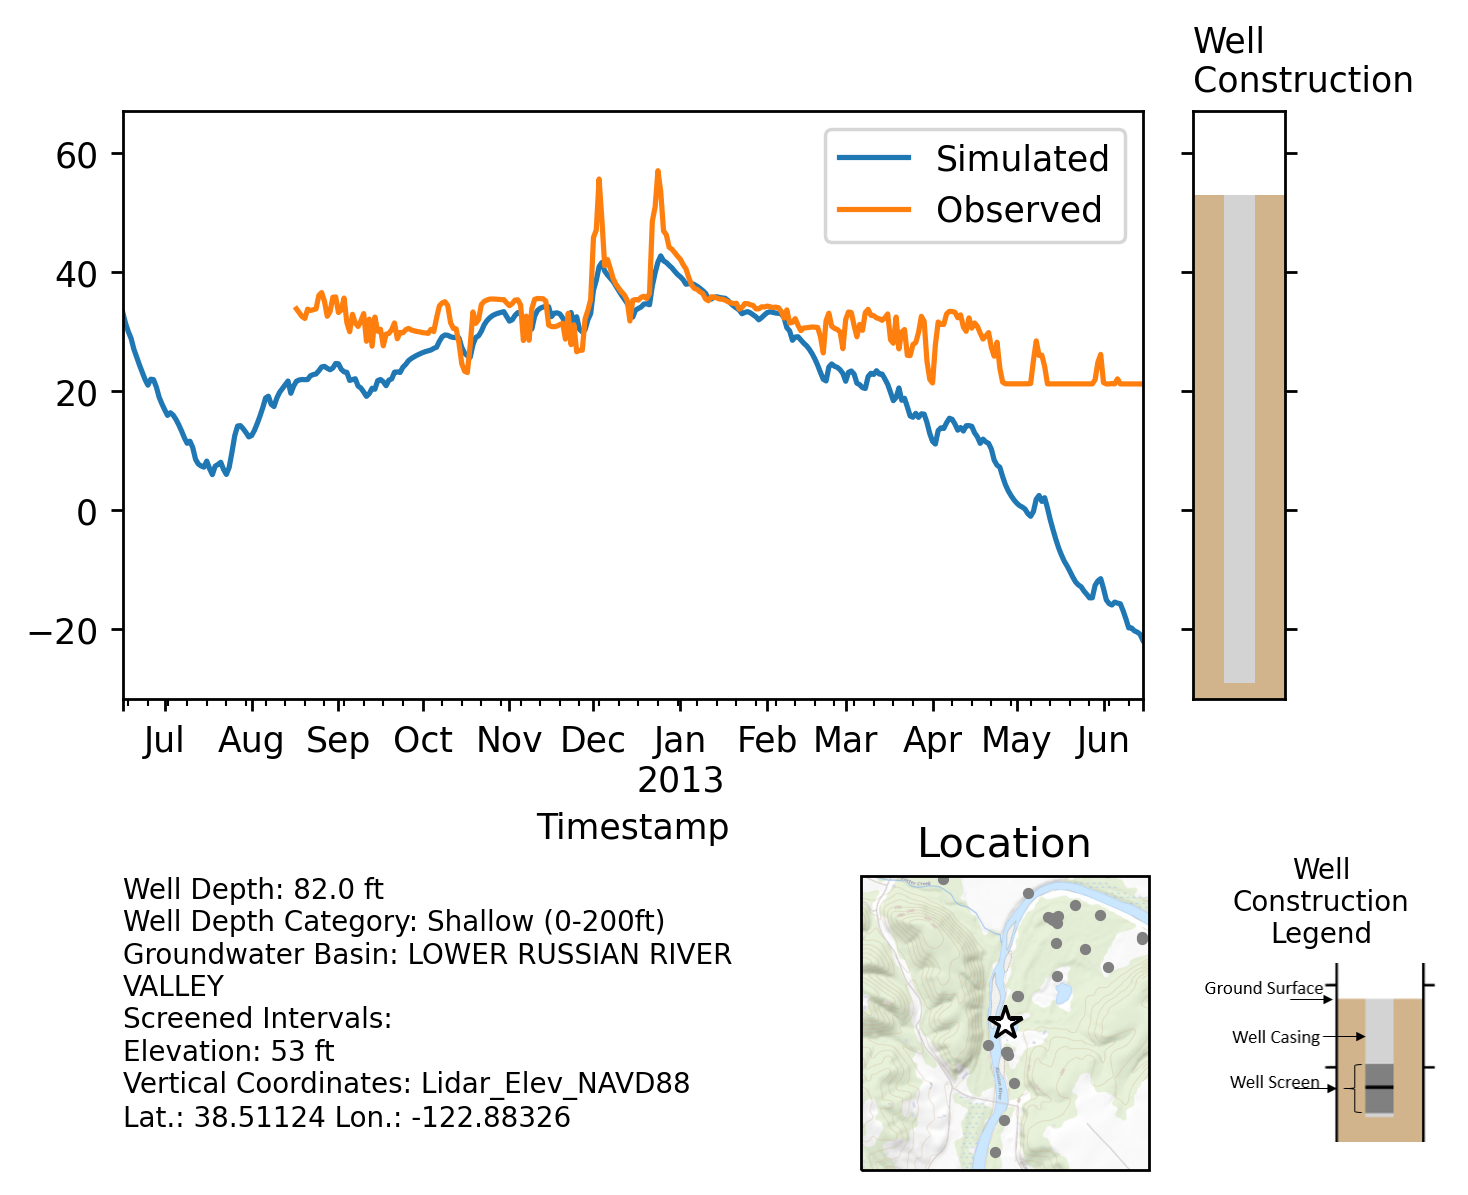 Well
Construction
60
40
20
0
−20
Simulated
Observed
Jul Aug Sep Oct Nov Dec Jan Feb Mar Apr May Jun
2013
Timestamp
Well Depth: 82.0 ft
Well Depth Category: Shallow (0-200ft)
Groundwater Basin: LOWER RUSSIAN RIVER
VALLEY
Screened Intervals:
Elevation: 53 ft
Vertical Coordinates: Lidar_Elev_NAVD88
Lat.: 38.51124 Lon.: -122.88326
Location
Well
Construction
Legend
Ground Surface
Well Casing
Well Screen